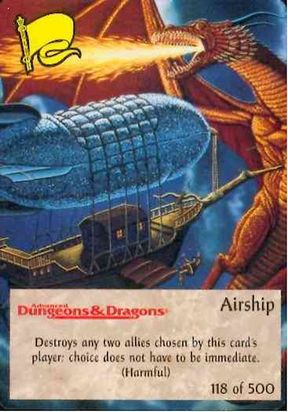 Airship
Advanced
Dungeons & Dragons®
Destroys any two allies chosen by this card's
player: choice does not have to be immediate.
(Harmful)
118 of 500